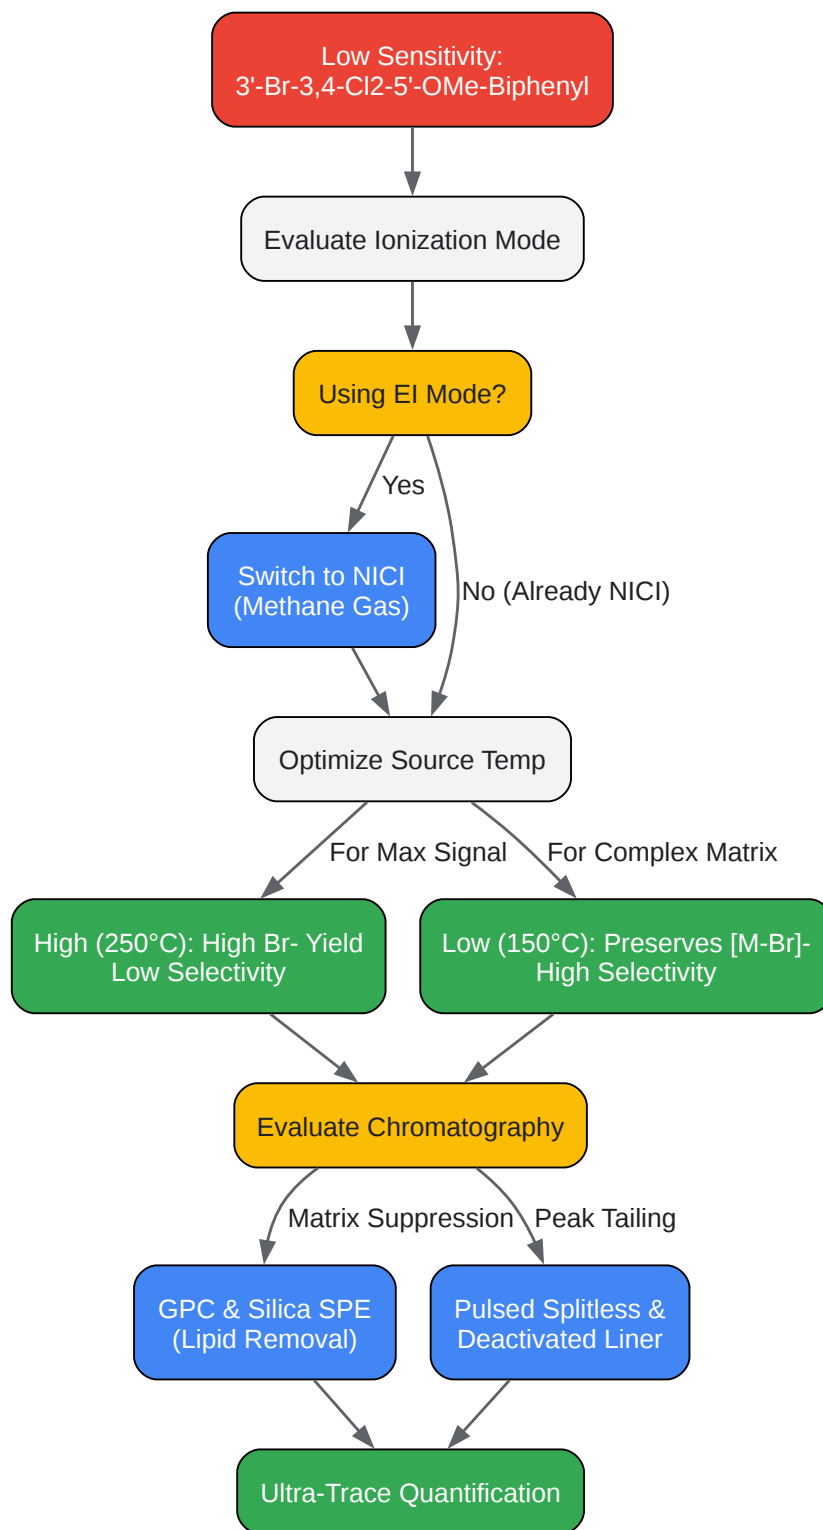 Low Sensitivity:
3'-Br-3,4-Cl2-5'-OMe-Biphenyl
Evaluate Ionization Mode
Using EI Mode?
Yes
Switch to NICI
(Methane Gas)
No (Already NICI)
Optimize Source Temp
For Max Signal
For Complex Matrix
High (250°C): High Br- Yield
Low Selectivity
Low (150°C): Preserves [M-Br]-
High Selectivity
Evaluate Chromatography
Matrix Suppression
Peak Tailing
GPC & Silica SPE
(Lipid Removal)
Pulsed Splitless &
Deactivated Liner
Ultra-Trace Quantification